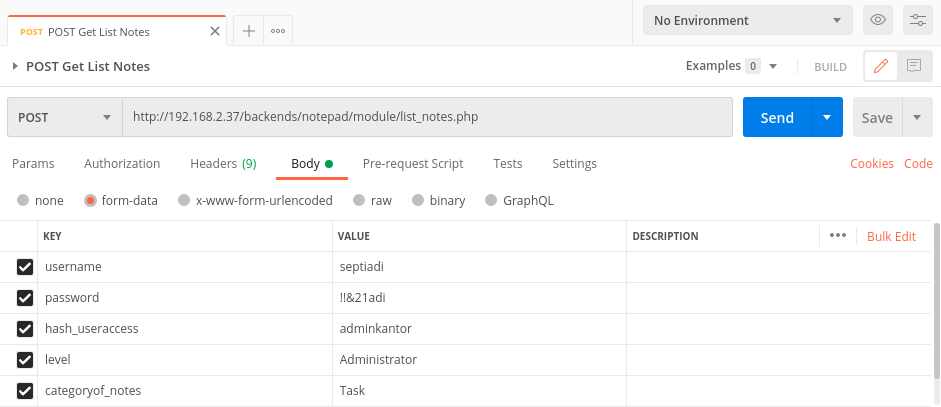 POST POST Get List Notes
No Environment
POST Get List Notes
Examples 0
BUILD
POST
http://192.168.2.37/backends/notepad/module/list_notes.php
Send
Save
Params Authorization Headers (9) Body Pre-request Script Tests Settings Cookies Code
none form-data x-www-form-urlencoded raw binary GraphQL
KEY VALUE DESCRIPTION Bulk Edit
username septiadi
password !!&21adi
hash_useraccess adminkantor
level Administrator
categoryof_notes Task